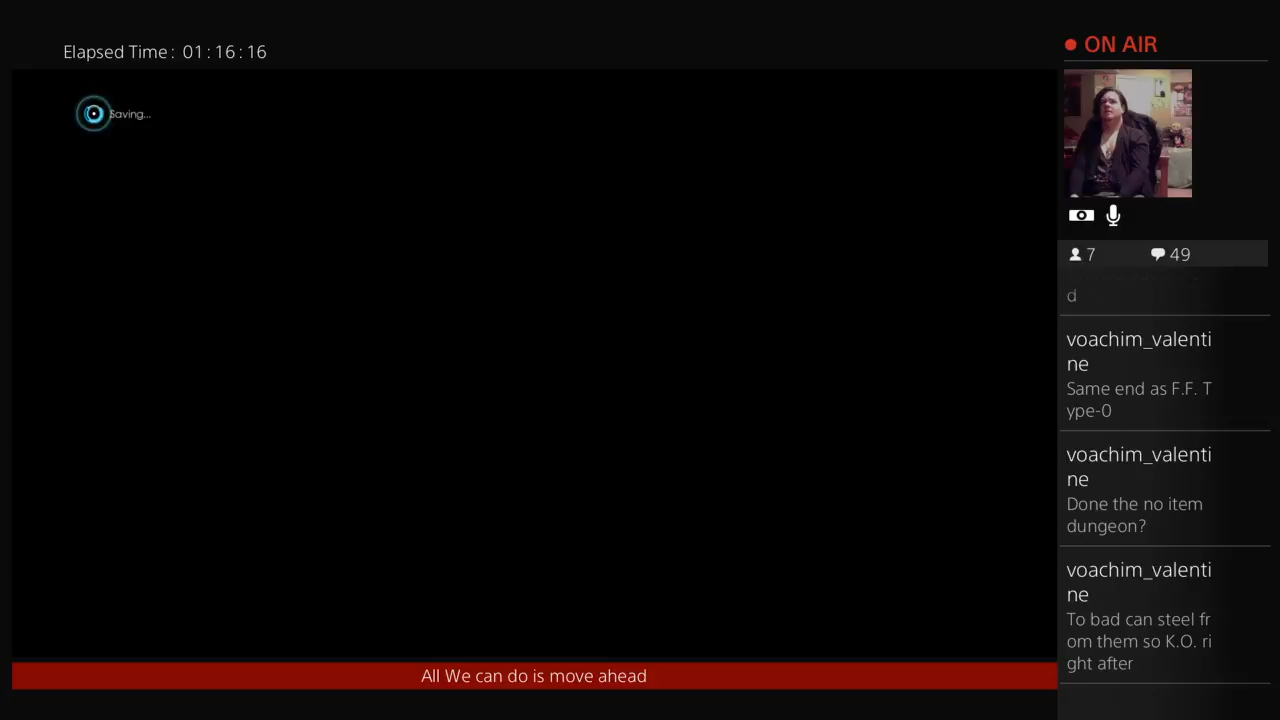 Elapsed Time: 01:16:16
ON AIR
Saving...
7 49
d
voachim_valenti
ne
Same end as F.F. T
ype-0
voachim_valenti
ne
Done the no item
dungeon?
voachim_valenti
ne
To bad can steel fr
om them so K.O. ri
ght after
All We can do is move ahead